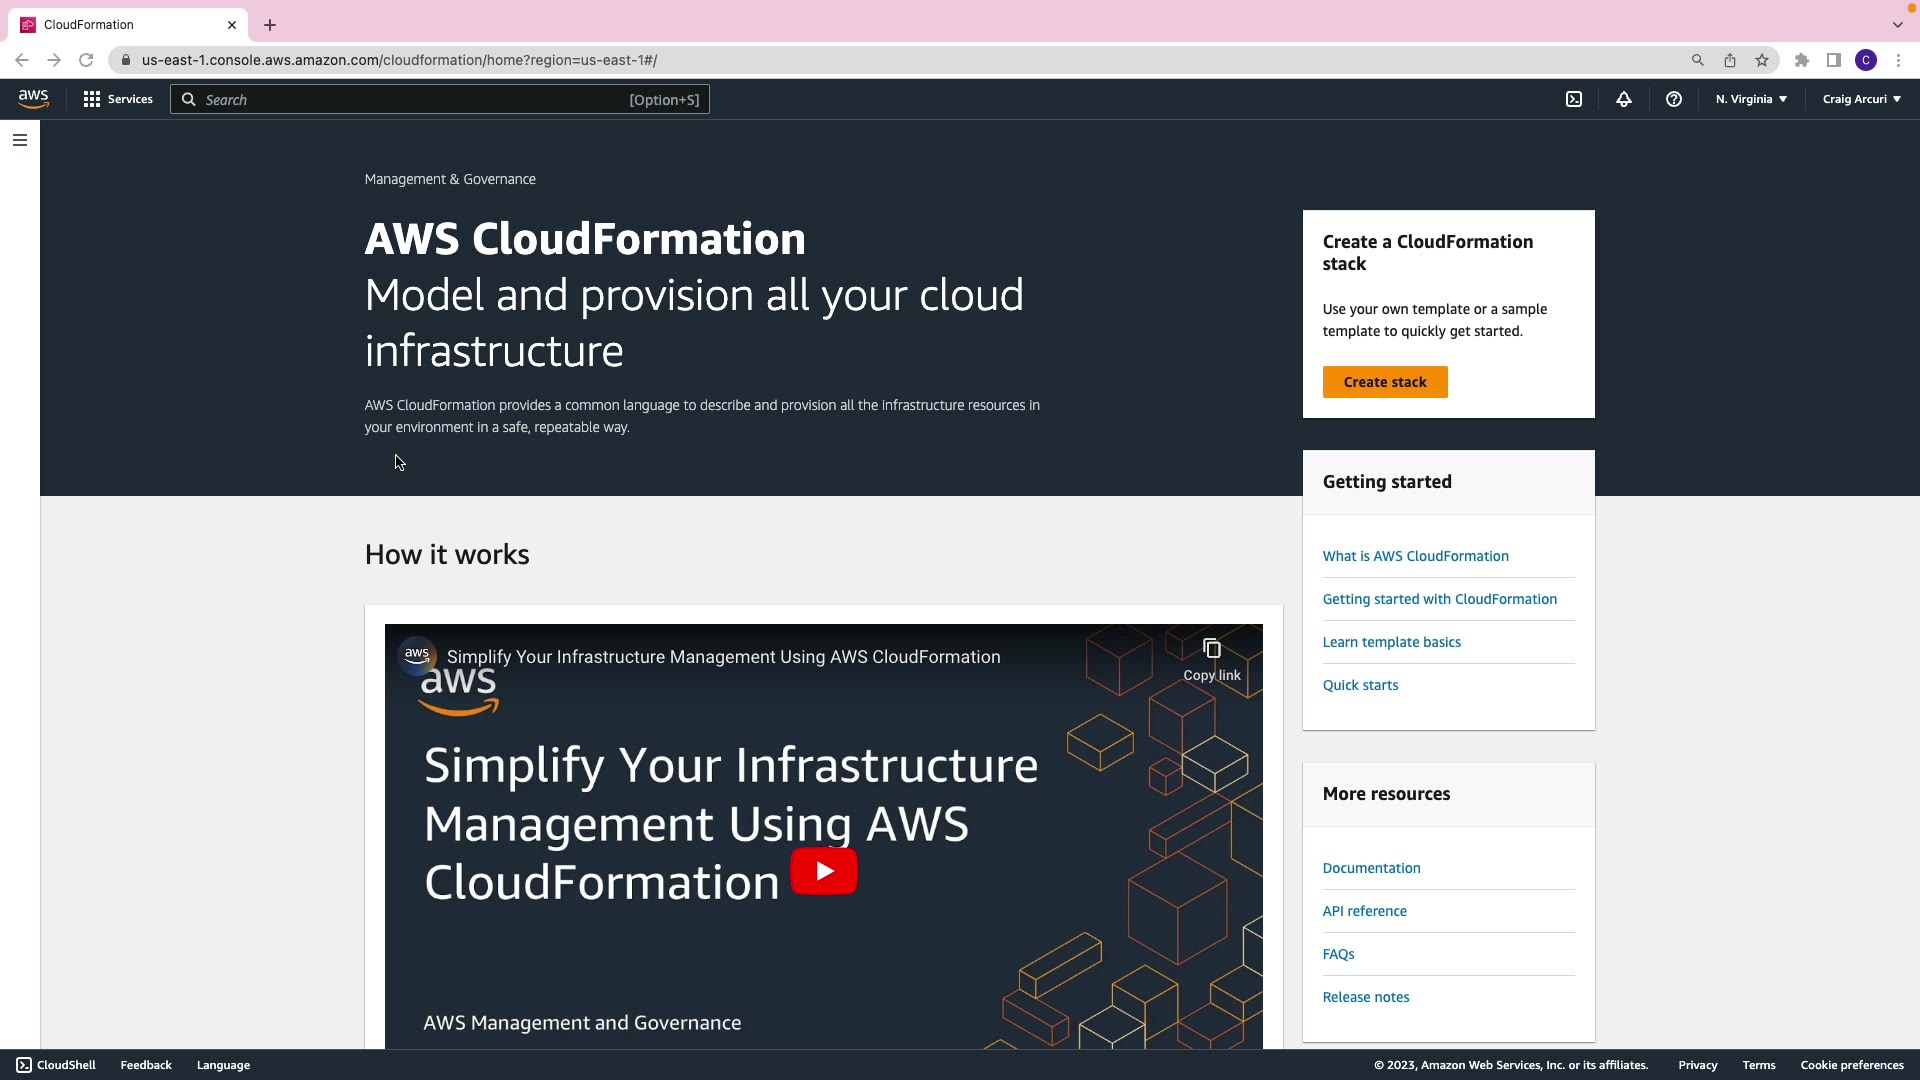 CloudFormation
us-east-1.console.aws.amazon.com/cloudformation/home?region=us-east-1#/
C
aws
Services
Search
[Option+S]
N. Virginia
Craig Arcuri
Management & Governance
AWS CloudFormation
Model and provision all your cloud
infrastructure
AWS CloudFormation provides a common language to describe and provision all the infrastructure resources in
your environment in a safe, repeatable way.
Create a CloudFormation
stack
Use your own template or a sample
template to quickly get started.
Create stack
Getting started
What is AWS CloudFormation
Getting started with CloudFormation
Learn template basics
Quick starts
How it works
aws
Simplify Your Infrastructure Management Using AWS CloudFormation
Copy link
aws
Simplify Your Infrastructure
Management Using AWS
CloudFormation
AWS Management and Governance
More resources
Documentation
API reference
FAQs
Release notes
CloudShell
Feedback
Language
© 2023, Amazon Web Services, Inc. or its affiliates.
Privacy
Terms
Cookie preferences